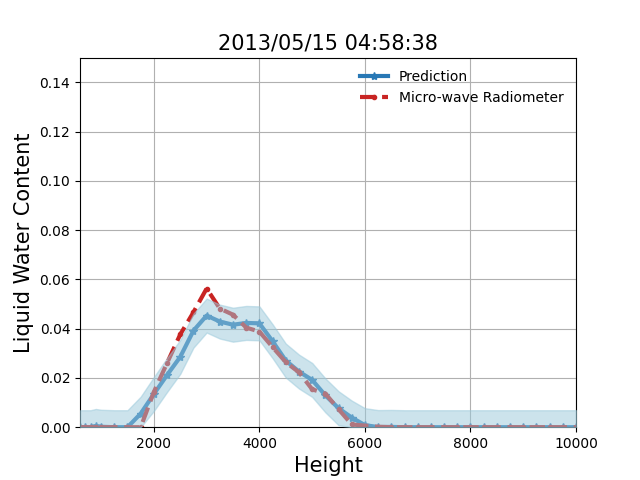 2013/05/15 04:58:38
Prediction
Micro-wave Radiometer
Liquid Water Content
0.14
0.12
0.10
0.08
0.06
0.04
0.02
0.00
2000 4000 6000 8000 10000
Height